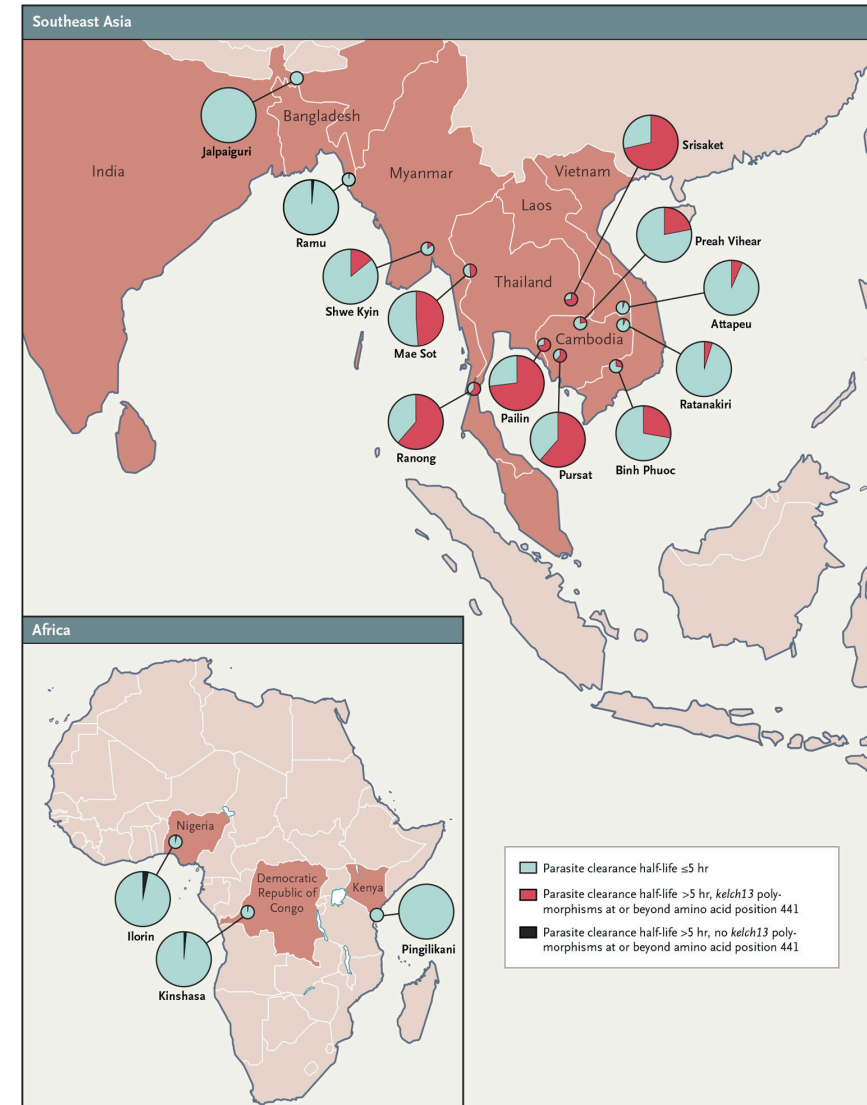 Southeast Asia
India
Bangladesh
Myanmar
Vietnam
Laos
Thailand
Cambodia
Jalpaiguri
Ramu
Shwe Kyin
Mae Sot
Ranong
Srisaket
Preah Vihear
Attapeu
Ratanakiri
Pailin
Pursat
Binh Phuoc
Africa
Nigeria
Democratic
Republic of
Congo
Kenya
Ilorin
Kinshasa
Pingilikani
Parasite clearance half-life ≤5 hr
Parasite clearance half-life >5 hr, kelch13 poly-
morphisms at or beyond amino acid position 441
Parasite clearance half-life >5 hr, no kelch13 poly-
morphisms at or beyond amino acid position 441